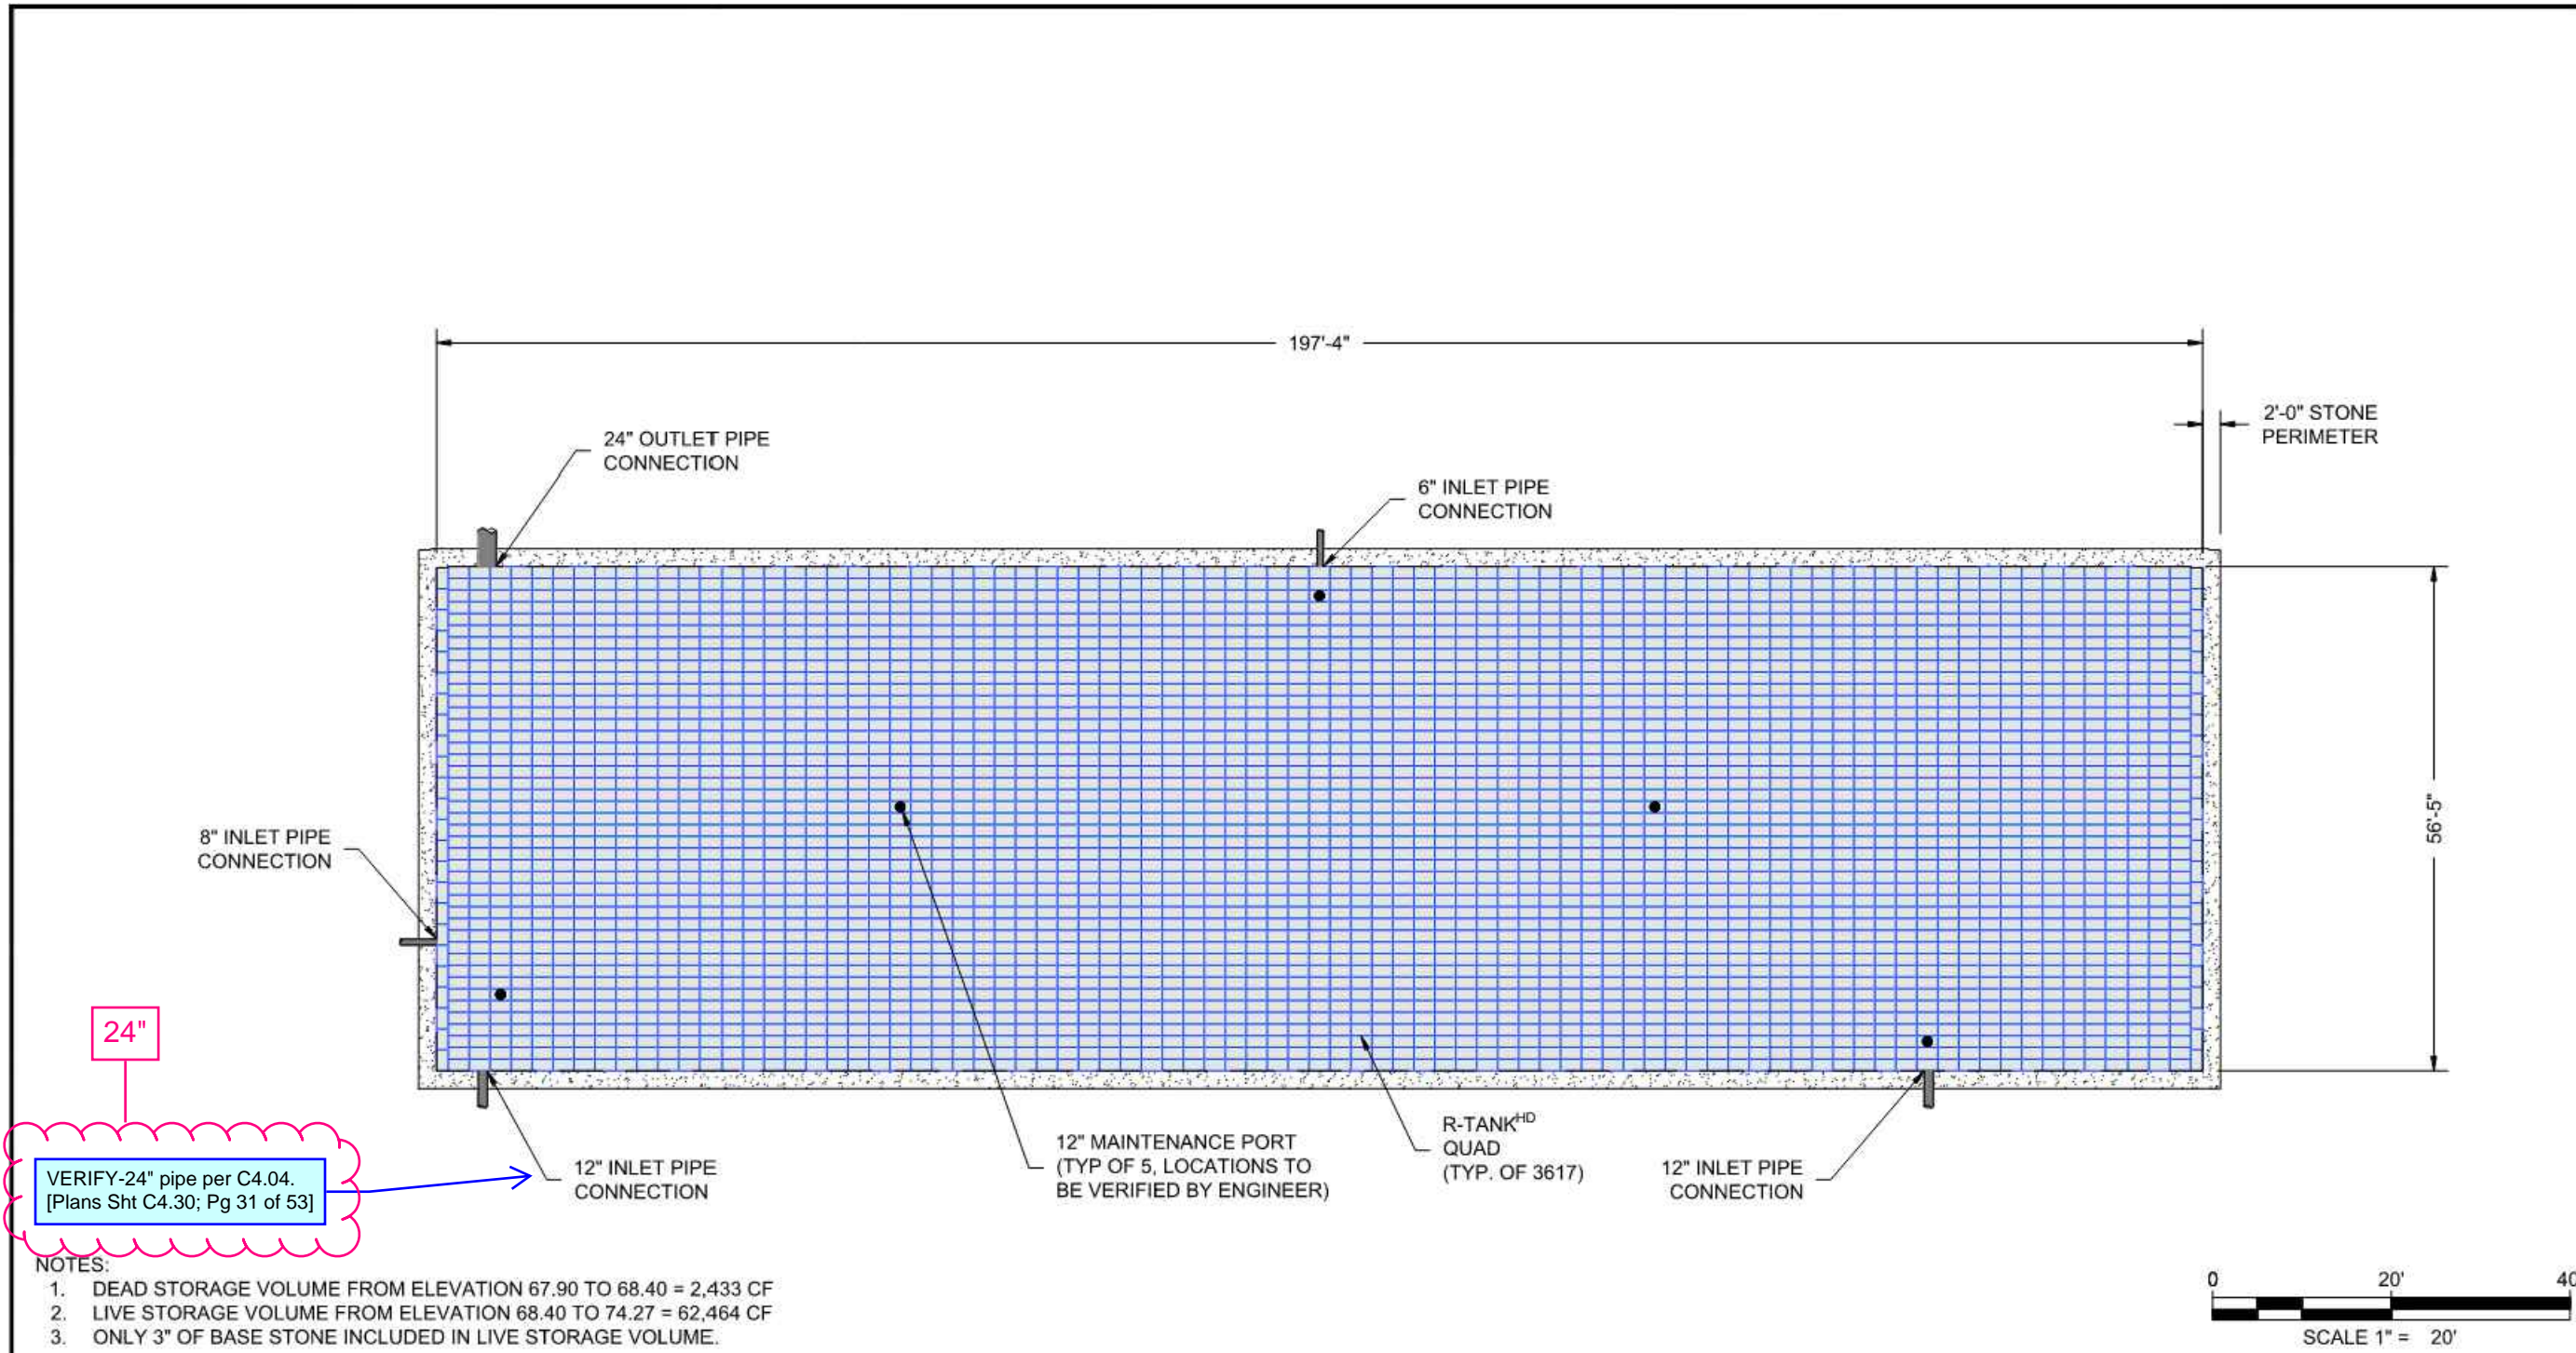 197'-4"
2'-0" STONE
PERIMETER
24" OUTLET PIPE
CONNECTION
6" INLET PIPE
CONNECTION
8" INLET PIPE
CONNECTION
56'-5"
24"
VERIFY-24" pipe per C4.04.
[Plans Sht C4.30; Pg 31 of 53]
12" INLET PIPE
CONNECTION
12" MAINTENANCE PORT
(TYP OF 5, LOCATIONS TO
BE VERIFIED BY ENGINEER)
R-TANK^HD
QUAD
(TYP. OF 3617)
12" INLET PIPE
CONNECTION
NOTES:
1. DEAD STORAGE VOLUME FROM ELEVATION 67.90 TO 68.40 = 2,433 CF
2. LIVE STORAGE VOLUME FROM ELEVATION 68.40 TO 74.27 = 62,464 CF
3. ONLY 3" OF BASE STONE INCLUDED IN LIVE STORAGE VOLUME.
0 20' 40
SCALE 1" = 20'